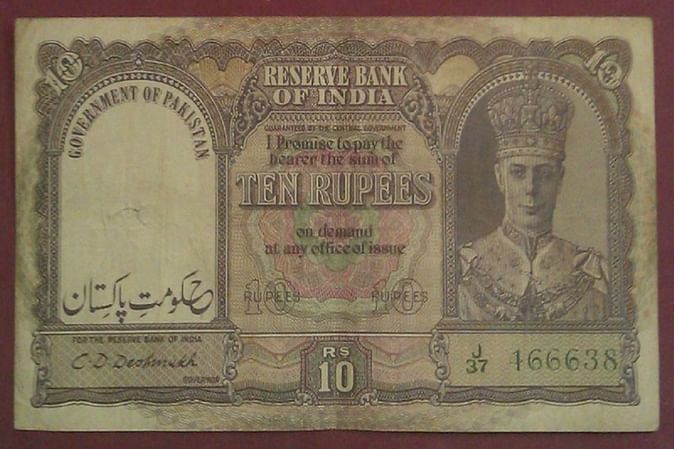 10
10
RESERVE BANK
OF INDIA
GOVERNMENT OF PAKISTAN
GUARANTEED BY THE CENTRAL GOVERNMENT
I Promise to pay the
bearer the sum of
TEN RUPEES
on demand
at any office of issue
حکومت پاکستان
10 RUPEES
10 RUPEES
FOR THE RESERVE BANK OF INDIA
C. D. Deshmukh
GOVERNOR
RS
10
J/37 466638